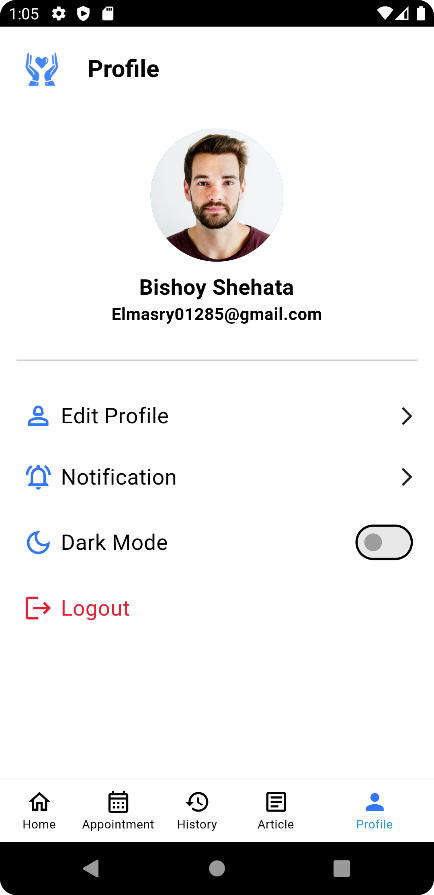 1:05
Profile
Bishoy Shehata
Elmasry01285@gmail.com
Edit Profile
Notification
Dark Mode
Logout
Home
Appointment
History
Article
Profile